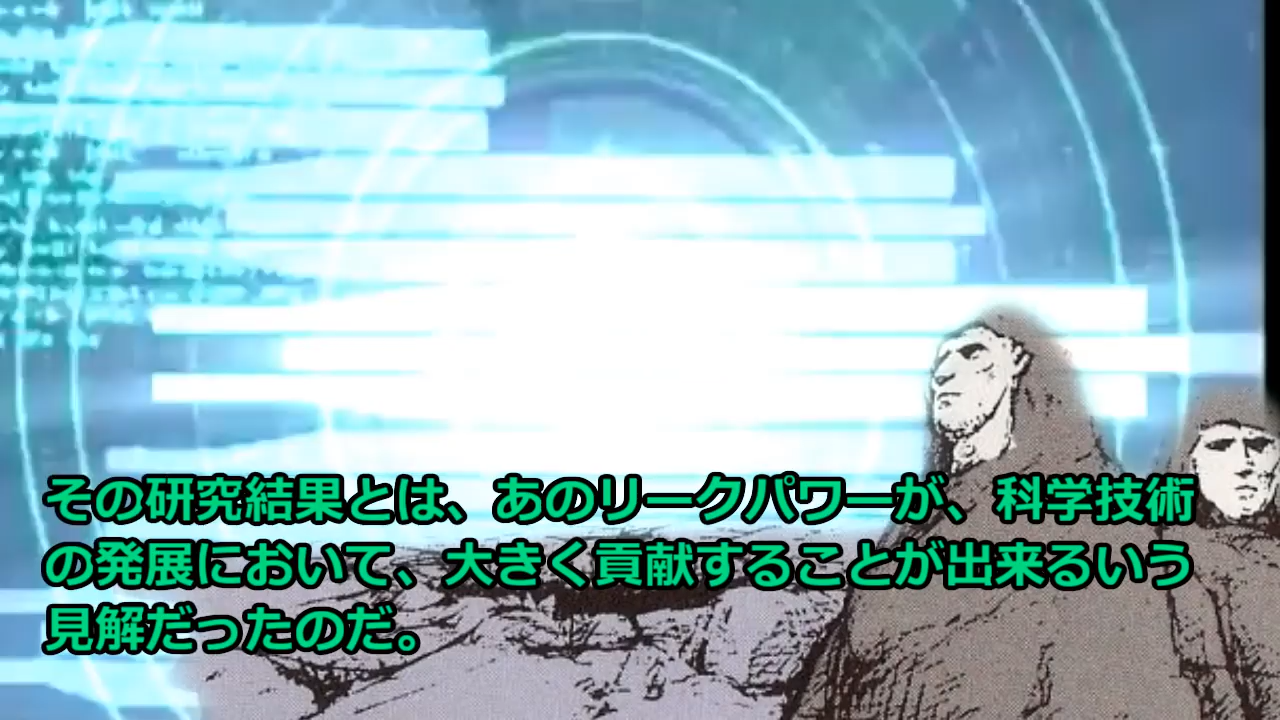 その研究結果とは、あのリークパワーが、科学技術
の発展において、大きく貢献することが出来るいう
見解だったのだ。